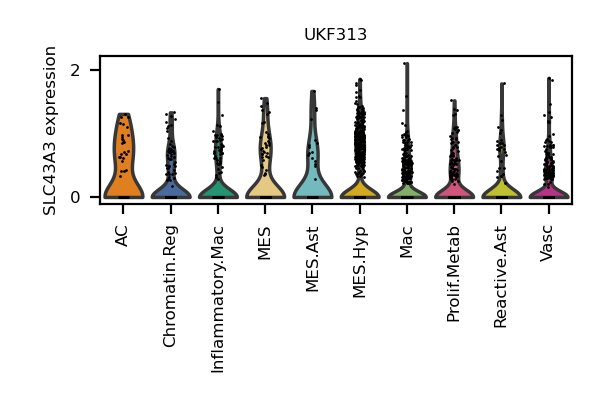 UKF313
SLC43A3 expression
2
0
AC
Chromatin.Reg
Inflammatory.Mac
MES
MES.Ast
MES.Hyp
Mac
Prolif.Metab
Reactive.Ast
Vasc